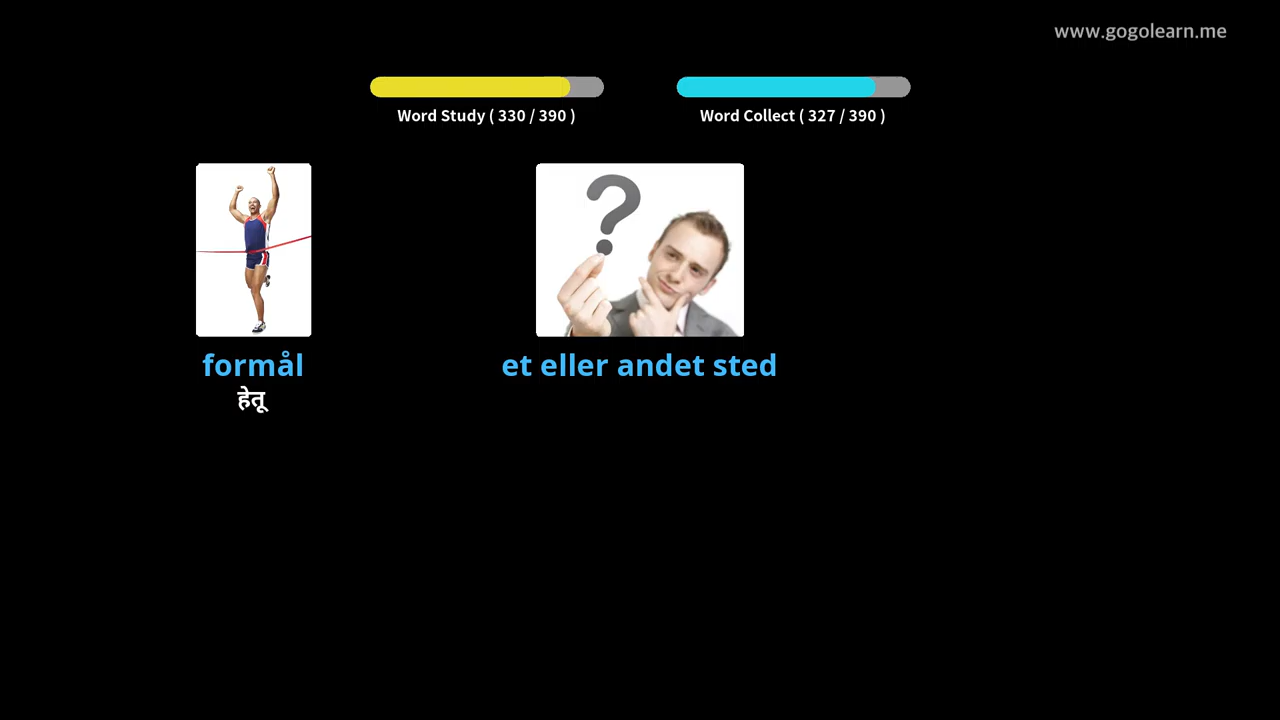 www.gogolearn.me
Word Study ( 330 / 390 )
Word Collect ( 327 / 390 )
formål
et eller andet sted
हेतू